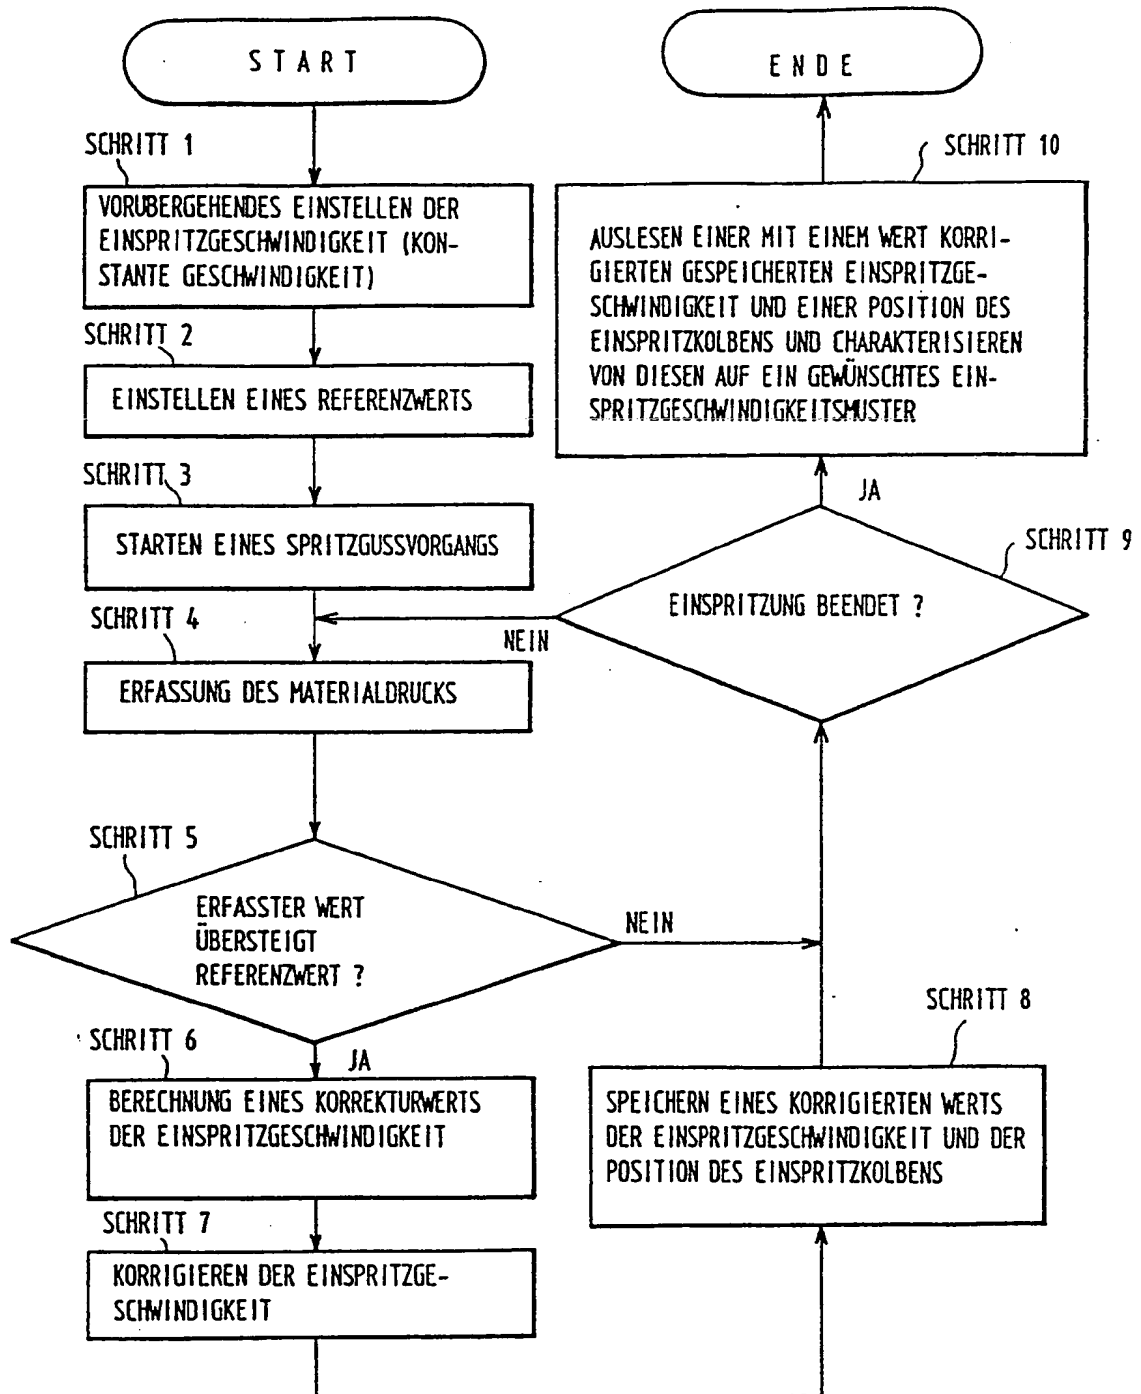 START
SCHRITT 1
VORUBERGEHENDES EINSTELLEN DER
EINSPRITZGESCHWINDIGKEIT (KON-
STANTE GESCHWINDIGKEIT)
SCHRITT 2
EINSTELLEN EINES REFERENZWERTS
SCHRITT 3
STARTEN EINES SPRITZGUSSVORGANGS
SCHRITT 4
ERFASSUNG DES MATERIALDRUCKS
SCHRITT 5
ERFASSTER WERT
ÜBERSTEIGT
REFERENZWERT ?
NEIN
JA
SCHRITT 6
BERECHNUNG EINES KORREKTURWERTS
DER EINSPRITZGESCHWINDIGKEIT
SCHRITT 7
KORRIGIEREN DER EINSPRITZGE-
SCHWINDIGKEIT
SCHRITT 8
SPEICHERN EINES KORRIGIERTEN WERTS
DER EINSPRITZGESCHWINDIGKEIT UND DER
POSITION DES EINSPRITZKOLBENS
SCHRITT 9
EINSPRITZUNG BEENDET ?
NEIN
JA
SCHRITT 10
AUSLESEN EINER MIT EINEM WERT KORRI-
GIERTEN GESPEICHERTEN EINSPRITZGE-
SCHWINDIGKEIT UND EINER POSITION DES
EINSPRITZKOLBENS UND CHARAKTERISIEREN
VON DIESEN AUF EIN GEWÜNSCHTES EIN-
SPRITZGESCHWINDIGKEITSMUSTER
ENDE